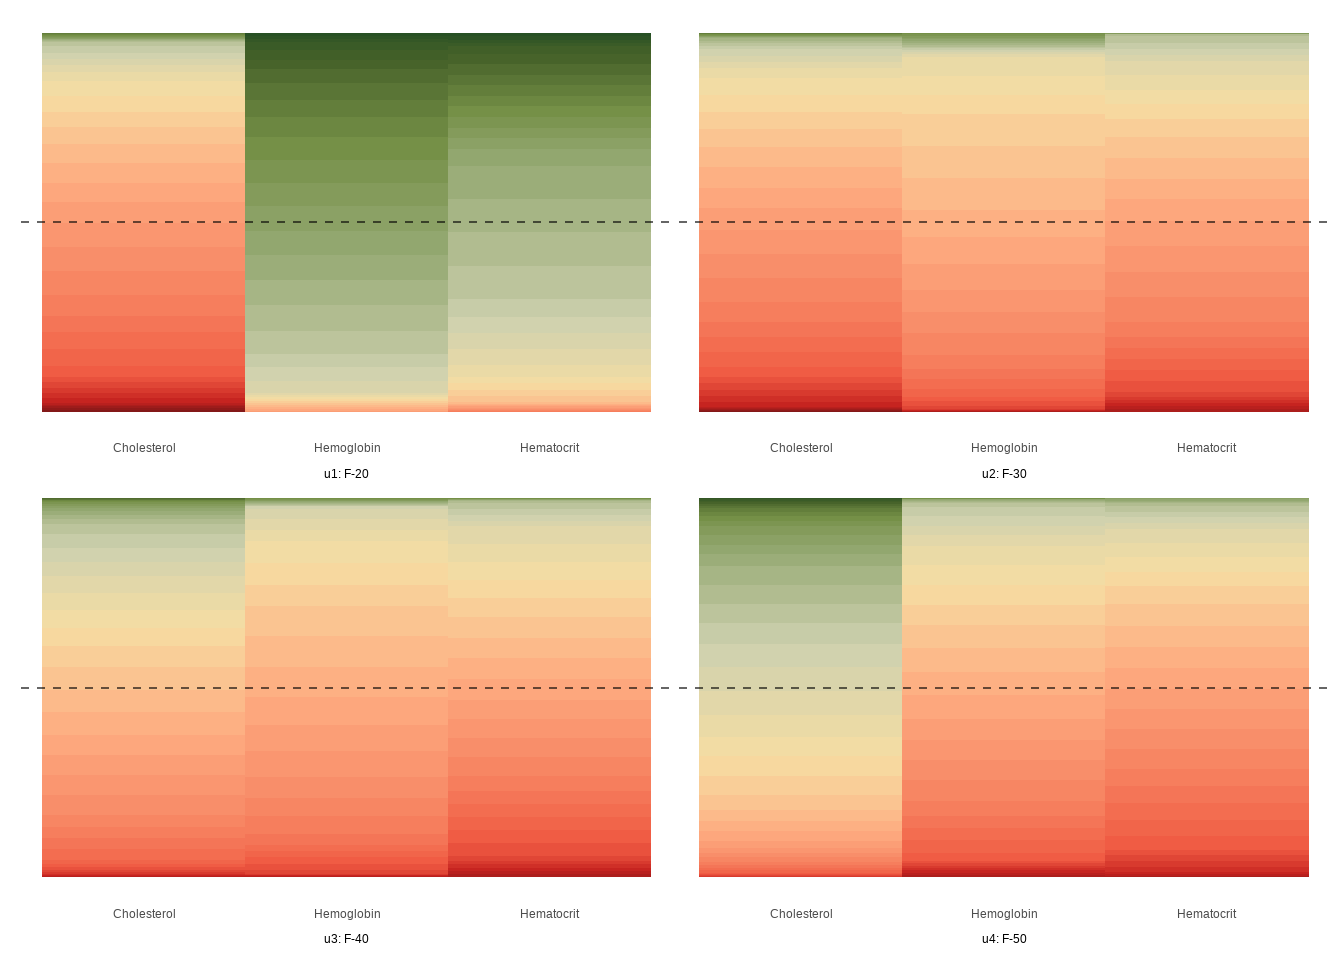 Cholesterol Hemoglobin Hematocrit Cholesterol Hemoglobin Hematocrit
u1: F-20 u2: F-30
Cholesterol Hemoglobin Hematocrit Cholesterol Hemoglobin Hematocrit
u3: F-40 u4: F-50